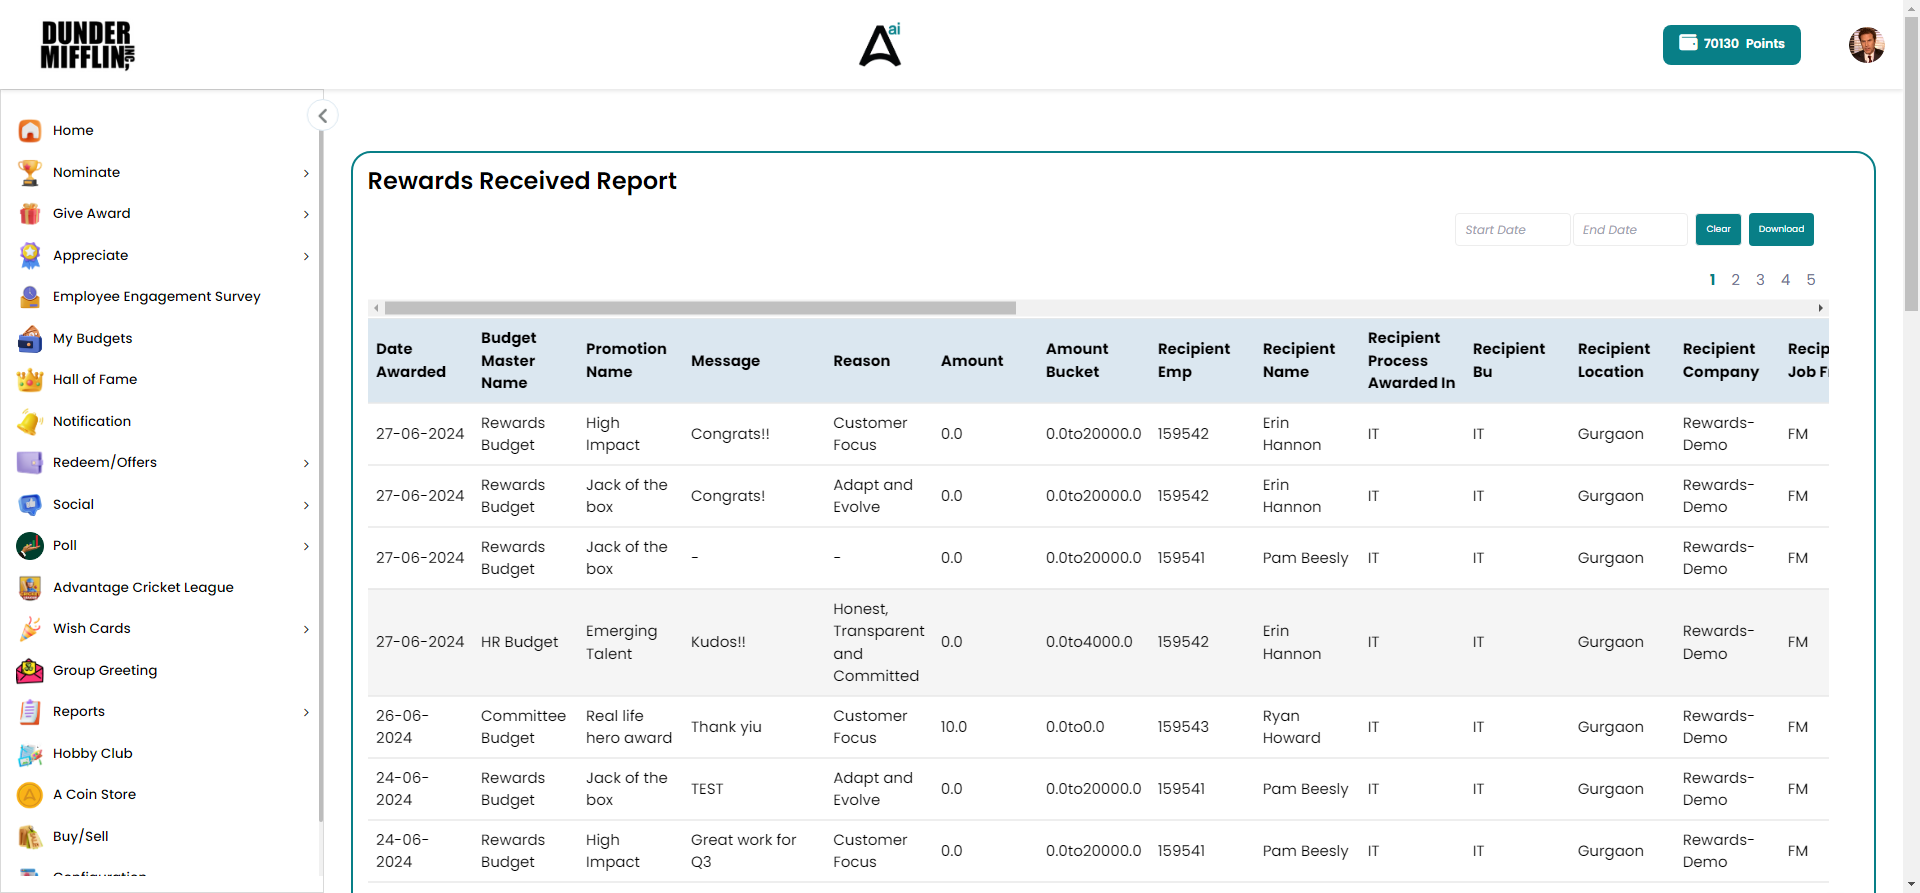 DUNDER
MIFFLIN, INC
ai
70130 Points
Home
Nominate
Give Award
Appreciate
Employee Engagement Survey
My Budgets
Hall of Fame
Notification
Redeem/Offers
Social
Poll
Advantage Cricket League
Wish Cards
Group Greeting
Reports
Hobby Club
A Coin Store
Buy/Sell
Configuration
Rewards Received Report
Start Date End Date Clear Download
1 2 3 4 5
Date Awarded Budget Master Name Promotion Name Message Reason Amount Amount Bucket Recipient Emp Recipient Name Recipient Process Awarded In Recipient Bu Recipient Location Recipient Company Recip Job F
27-06-2024 Rewards Budget High Impact Congrats!! Customer Focus 0.0 0.0to20000.0 159542 Erin Hannon IT IT Gurgaon Rewards-Demo FM
27-06-2024 Rewards Budget Jack of the box Congrats! Adapt and Evolve 0.0 0.0to20000.0 159542 Erin Hannon IT IT Gurgaon Rewards-Demo FM
27-06-2024 Rewards Budget Jack of the box - - 0.0 0.0to20000.0 159541 Pam Beesly IT IT Gurgaon Rewards-Demo FM
27-06-2024 HR Budget Emerging Talent Kudos!! Honest, Transparent and Committed 0.0 0.0to4000.0 159542 Erin Hannon IT IT Gurgaon Rewards-Demo FM
26-06-2024 Committee Budget Real life hero award Thank yiu Customer Focus 10.0 0.0to0.0 159543 Ryan Howard IT IT Gurgaon Rewards-Demo FM
24-06-2024 Rewards Budget Jack of the box TEST Adapt and Evolve 0.0 0.0to20000.0 159541 Pam Beesly IT IT Gurgaon Rewards-Demo FM
24-06-2024 Rewards Budget High Impact Great work for Q3 Customer Focus 0.0 0.0to20000.0 159541 Pam Beesly IT IT Gurgaon Rewards-Demo FM